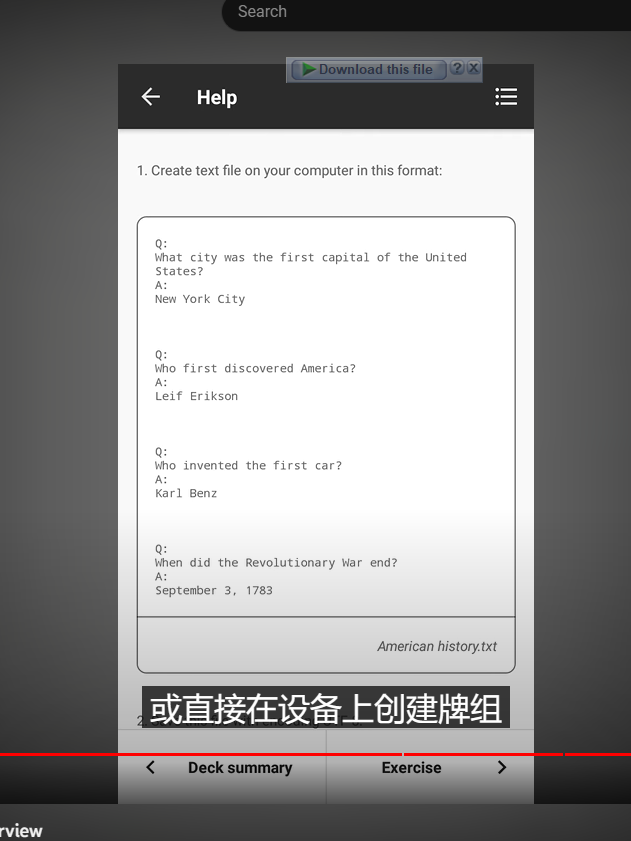 Search
Download this file
Help
1. Create text file on your computer in this format:
Q:
What city was the first capital of the United
States?
A:
New York City
Q:
Who first discovered America?
A:
Leif Erikson
Q:
Who invented the first car?
A:
Karl Benz
Q:
When did the Revolutionary War end?
A:
September 3, 1783
American history.txt
或直接在设备上创建牌组
Deck summary
Exercise
rview